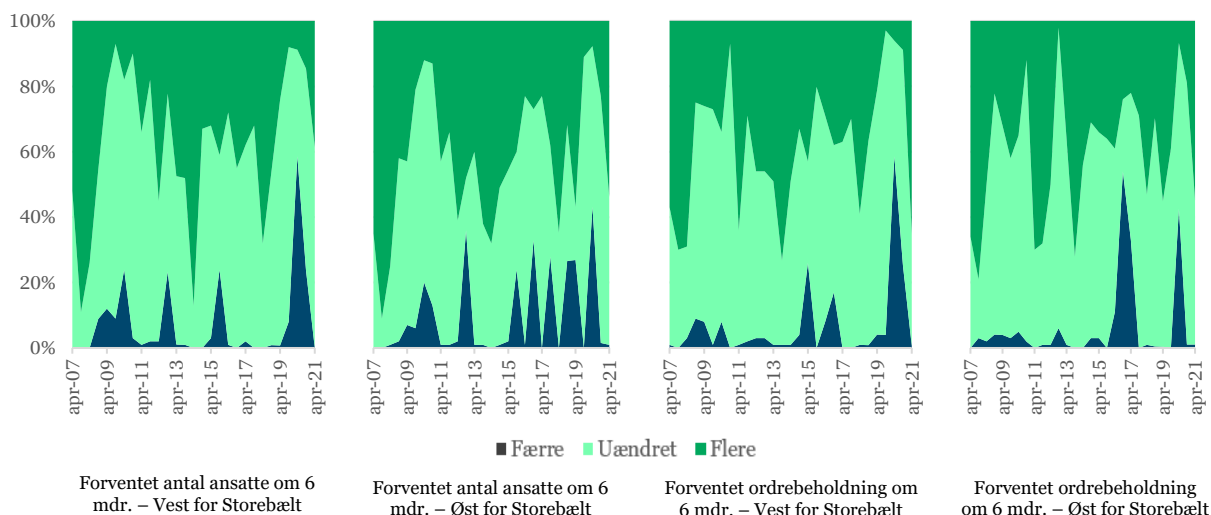 100%
80%
60%
40%
20%
0%
apr-07
apr-09
apr-11
apr-13
apr-15
apr-17
apr-19
apr-21
apr-07
apr-09
apr-11
apr-13
apr-15
apr-17
apr-19
apr-21
apr-07
apr-09
apr-11
apr-13
apr-15
apr-17
apr-19
apr-21
apr-07
apr-09
apr-11
apr-13
apr-15
apr-17
apr-19
apr-21
Færre Uændret Flere
Forventet antal ansatte om 6
mdr. – Vest for Storebælt
Forventet antal ansatte om 6
mdr. – Øst for Storebælt
Forventet ordrebeholdning om
6 mdr. – Vest for Storebælt
Forventet ordrebeholdning
om 6 mdr. – Øst for Storebælt